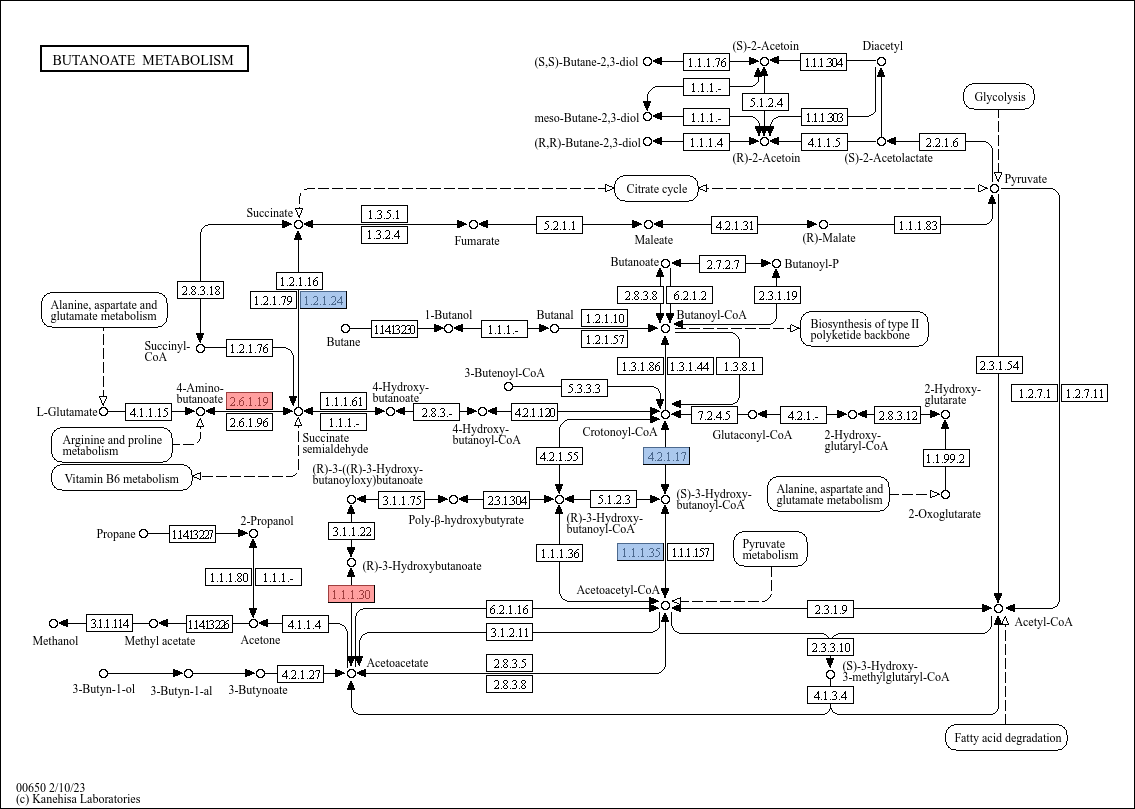 BUTANOATE METABOLISM
(S)-2-Acetoin
Diacetyl
(S,S)-Butane-2,3-diol
1.1.1.76
1.1.1.304
1.1.1.-
5.1.2.4
Glycolysis
meso-Butane-2,3-diol
1.1.1.-
1.1.1.303
(R,R)-Butane-2,3-diol
1.1.1.4
4.1.1.5
2.2.1.6
(R)-2-Acetoin
(S)-2-Acetolactate
Pyruvate
Citrate cycle
Succinate
1.3.5.1
1.3.2.4
Fumarate
5.2.1.1
Maleate
4.2.1.31
(R)-Malate
1.1.1.83
Butanoate
2.7.2.7
Butanoyl-P
2.8.3.18
1.2.1.16
1.2.1.79
1.2.1.24
2.8.3.8
6.2.1.2
2.3.1.19
Alanine, aspartate and
glutamate metabolism
1-Butanol
Butanal
1.2.1.10
Butanoyl-CoA
Butane
11413230
1.1.1.-
1.2.1.57
Biosynthesis of type II
polyketide backbone
Succinyl-
CoA
1.2.1.76
1.3.1.86
1.3.1.44
1.3.8.1
2.3.1.54
3-Butenoyl-CoA
5.3.3.3
1.2.7.1
1.2.7.11
L-Glutamate
4.1.1.15
4-Amino-
butanoate
2.6.1.19
2.6.1.96
1.1.1.61
1.1.1.-
4-Hydroxy-
butanoate
2.8.3.-
4.2.1.120
7.2.4.5
4.2.1.-
2.8.3.12
2-Hydroxy-
glutarate
Succinate
semialdehyde
4-Hydroxy-
butanoyl-CoA
Crotonoyl-CoA
Glutaconyl-CoA
2-Hydroxy-
glutaryl-CoA
Arginine and proline
metabolism
Vitamin B6 metabolism
4.2.1.55
4.2.1.17
1.1.99.2
(R)-3-((R)-3-Hydroxy-
butanoyloxy)butanoate
3.1.1.75
2.3.1.304
5.1.2.3
(S)-3-Hydroxy-
butanoyl-CoA
Alanine, aspartate and
glutamate metabolism
2-Oxoglutarate
Poly-β-hydroxybutyrate
(R)-3-Hydroxy-
butanoyl-CoA
Propane
11413227
2-Propanol
3.1.1.22
1.1.1.36
1.1.1.35
1.1.1.157
Pyruvate
metabolism
(R)-3-Hydroxybutanoate
1.1.1.80
1.1.1.-
1.1.1.30
Acetoacetyl-CoA
6.2.1.16
2.3.1.9
Acetyl-CoA
3.1.1.114
11413226
4.1.1.4
3.1.2.11
Methanol
Methyl acetate
Acetone
2.3.3.10
Acetoacetate
2.8.3.5
2.8.3.8
(S)-3-Hydroxy-
3-methylglutaryl-CoA
4.2.1.27
3-Butyn-1-ol
3-Butyn-1-al
3-Butynoate
4.1.3.4
Fatty acid degradation
00650 2/10/23
(c) Kanehisa Laboratories